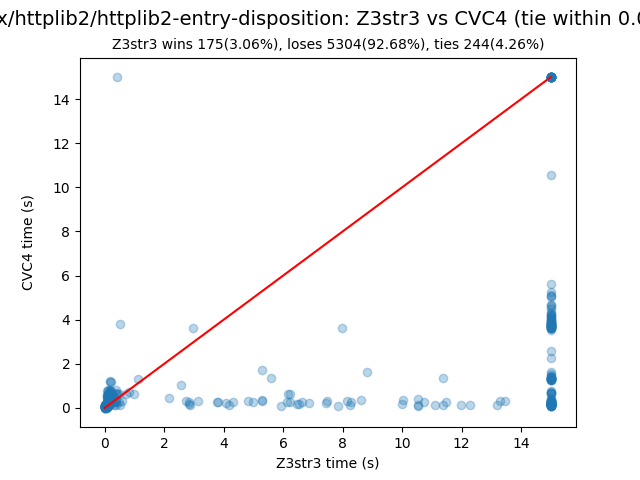 x/httplib2/httplib2-entry-disposition: Z3str3 vs CVC4 (tie within 0.0
Z3str3 wins 175(3.06%), loses 5304(92.68%), ties 244(4.26%)
14
12
10
8
6
4
2
0
CVC4 time (s)
0 2 4 6 8 10 12 14
Z3str3 time (s)